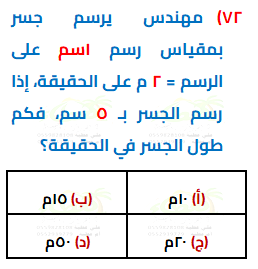 ٧٢) مهندس يرسم جسر
بمقياس رسم ١سم على
الرسم = ٢ م على الحقيقة، إذا
رسم الجسر بـ ٥ سم، فكم
طول الجسر في الحقيقة؟
(أ) ١٠م (ب) ١٥م
(ج) ٢٠م (د) ٥٠م